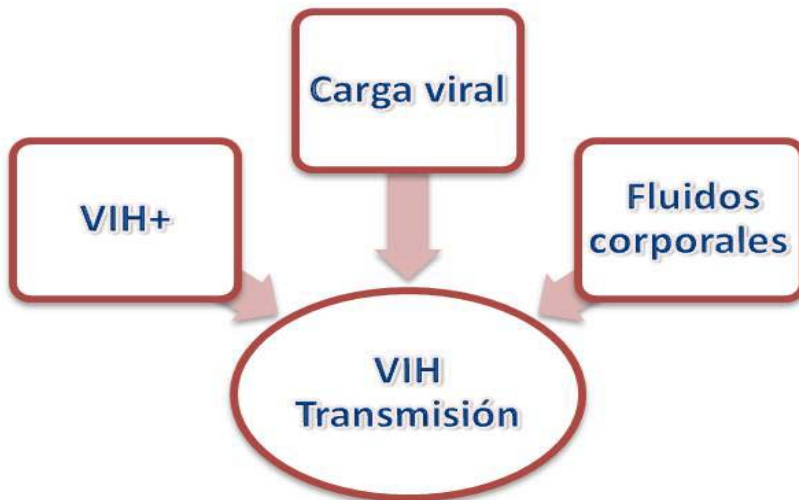 Carga viral
VIH+
Fluidos
corporales
VIH
Transmisión